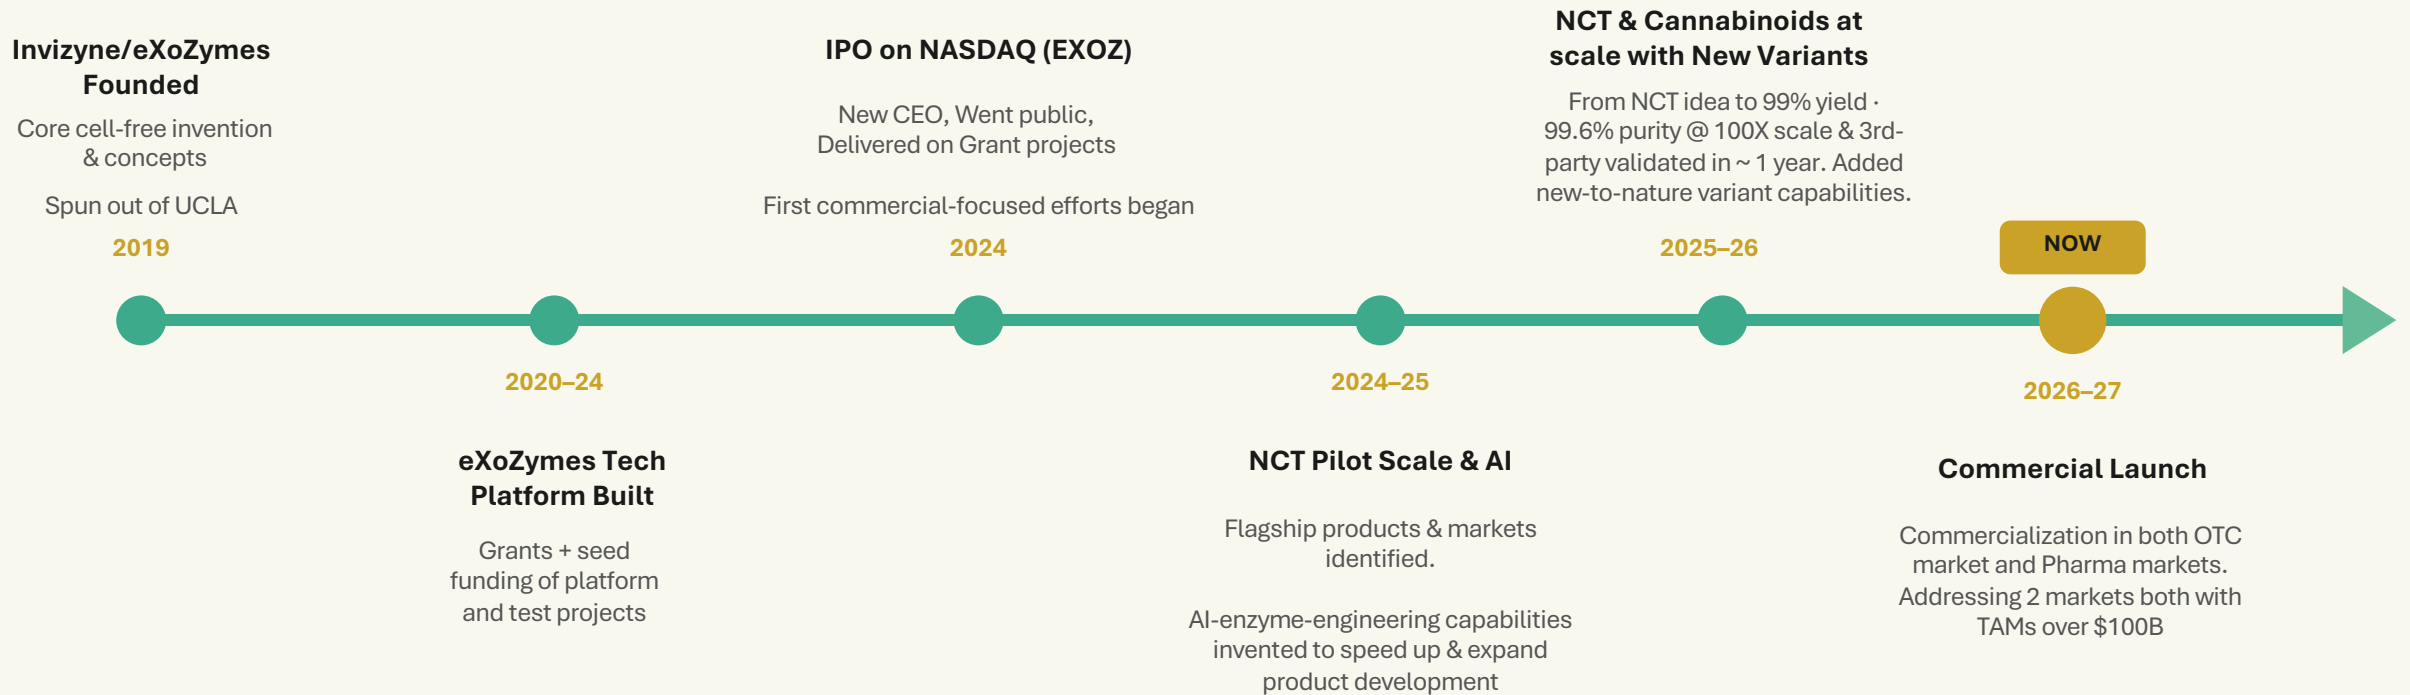 Invizyne/eXoZymes
Founded
Core cell-free invention
& concepts
Spun out of UCLA
2019
2020–24
eXoZymes Tech
Platform Built
Grants + seed
funding of platform
and test projects
IPO on NASDAQ (EXOZ)
New CEO, Went public,
Delivered on Grant projects
First commercial-focused efforts began
2024
2024–25
NCT Pilot Scale & AI
Flagship products & markets
identified.
AI-enzyme-engineering capabilities
invented to speed up & expand
product development
NCT & Cannabinoids at
scale with New Variants
From NCT idea to 99% yield ·
99.6% purity @ 100X scale & 3rd-
party validated in ~ 1 year. Added
new-to-nature variant capabilities.
2025–26
NOW
2026–27
Commercial Launch
Commercialization in both OTC
market and Pharma markets.
Addressing 2 markets both with
TAMs over $100B